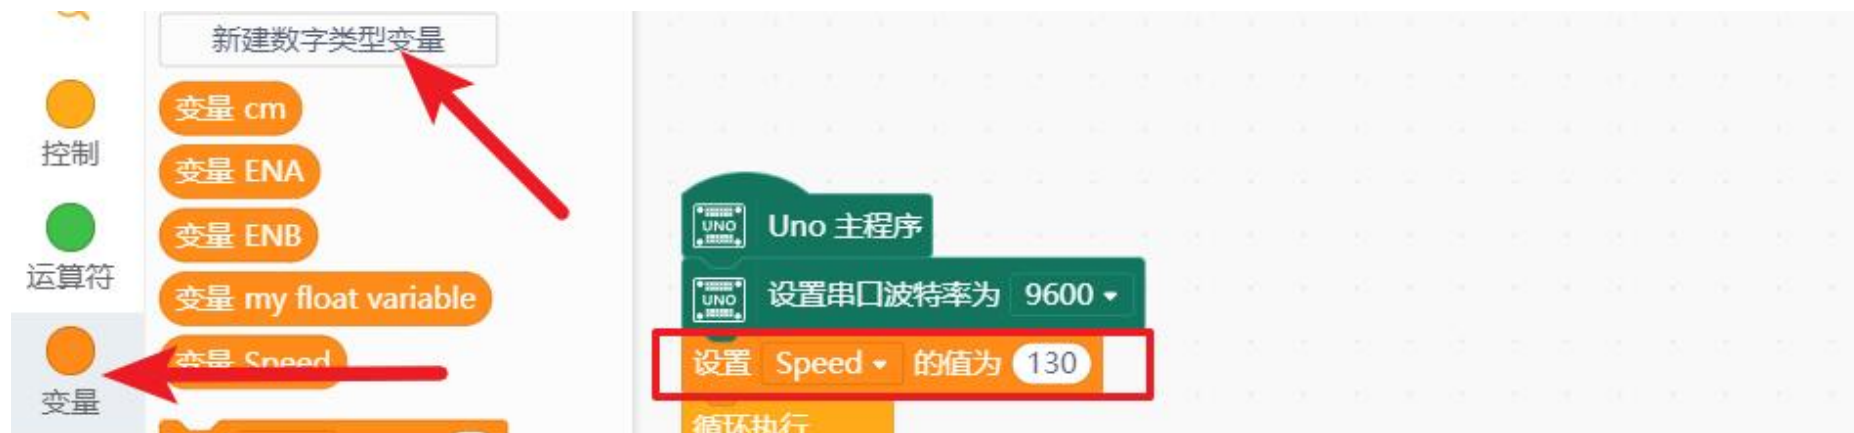 新建数字类型变量
变量 cm
变量 ENA
变量 ENB
变量 my float variable
变量 Speed
控制
运算符
变量
UNO Uno 主程序
UNO 设置串口波特率为 9600
设置 Speed 的值为 130
循环执行